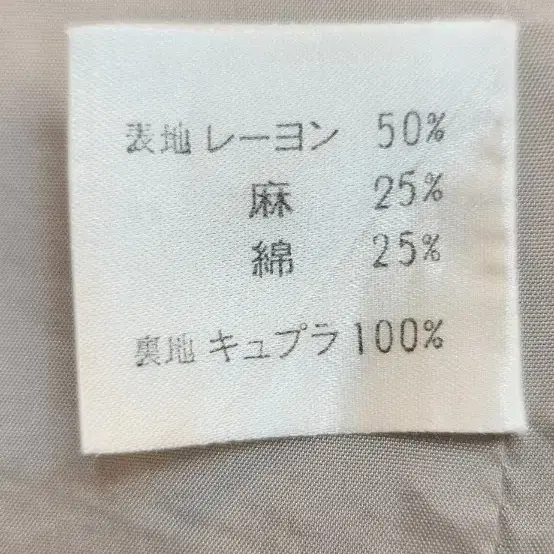 表地 レーヨン 50%
麻 25%
綿 25%
裏地 キュプラ 100%